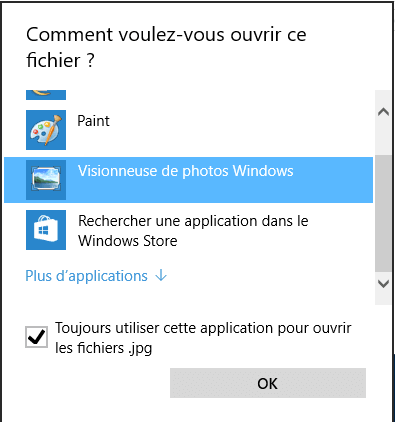 Comment voulez-vous ouvrir ce
fichier ?
Paint
Visionneuse de photos Windows
Rechercher une application dans le
Windows Store
Plus d'applications ↓
Toujours utiliser cette application pour ouvrir
les fichiers .jpg
OK